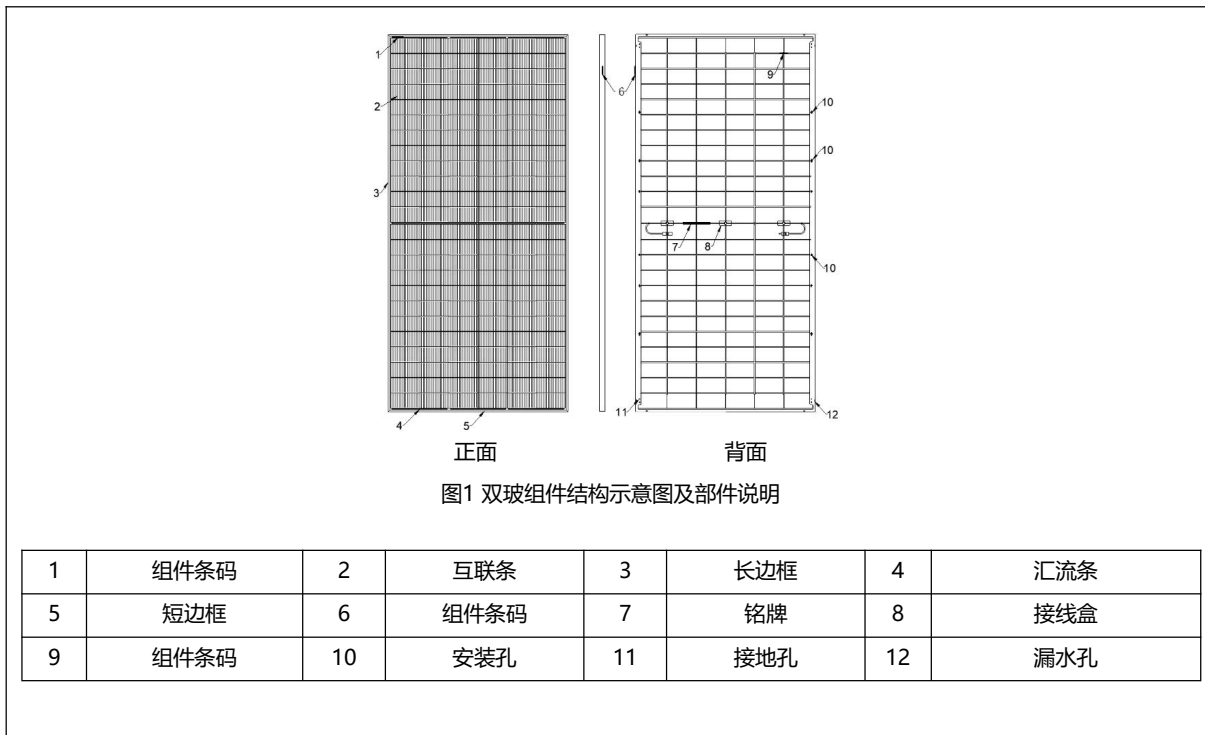 1
2
3
4
5
6
7
8
9
10
10
10
11
12
正面 背面
图1 双玻组件结构示意图及部件说明
1 组件条码 2 互联条 3 长边框 4 汇流条
5 短边框 6 组件条码 7 铭牌 8 接线盒
9 组件条码 10 安装孔 11 接地孔 12 漏水孔